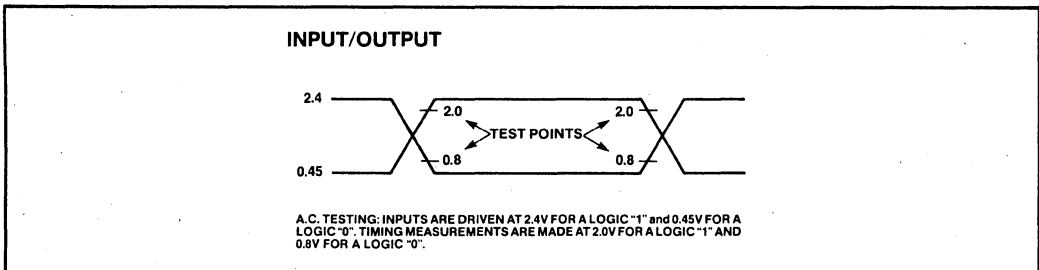 INPUT/OUTPUT
2.4
2.0
2.0
TEST POINTS
0.8
0.8
0.45
A.C. TESTING: INPUTS ARE DRIVEN AT 2.4V FOR A LOGIC "1" and 0.45V FOR A
LOGIC "0". TIMING MEASUREMENTS ARE MADE AT 2.0V FOR A LOGIC "1" AND
0.8V FOR A LOGIC "0".